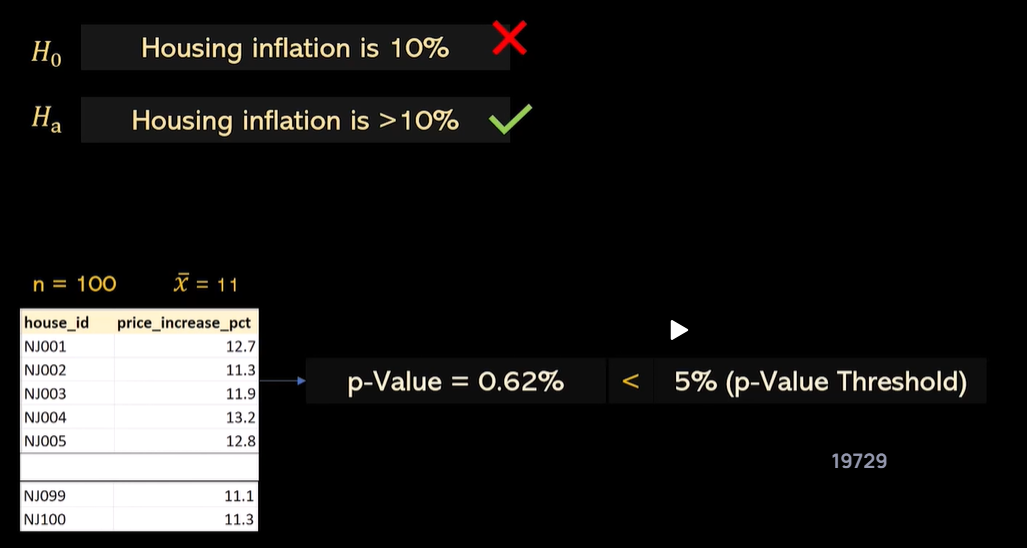 H₀ Housing inflation is 10%
Hₐ Housing inflation is >10%
n = 100 x̄ = 11
house_id price_increase_pct
NJ001 12.7
NJ002 11.3
NJ003 11.9
NJ004 13.2
NJ005 12.8
NJ099 11.1
NJ100 11.3
p-Value = 0.62% < 5% (p-Value Threshold)
19729